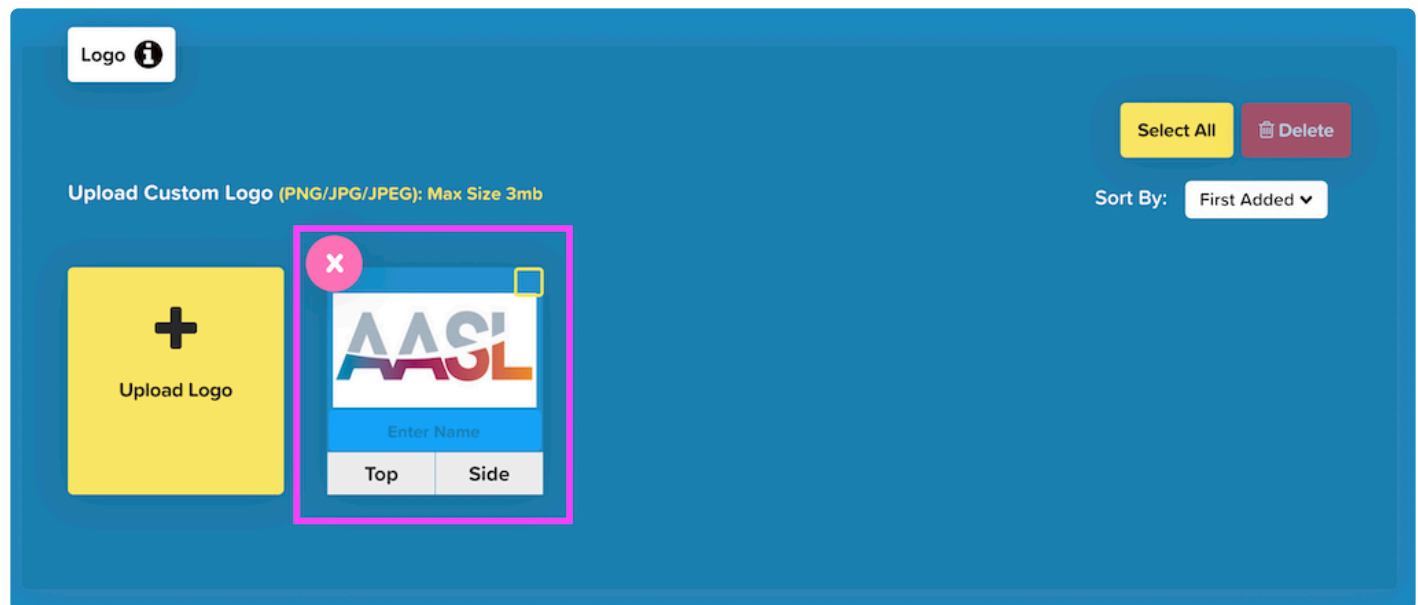 Logo
Select All
Delete
Upload Custom Logo (PNG/JPG/JPEG): Max Size 3mb
Sort By:
First Added
x
AASL
Upload Logo
Enter Name
Top
Side